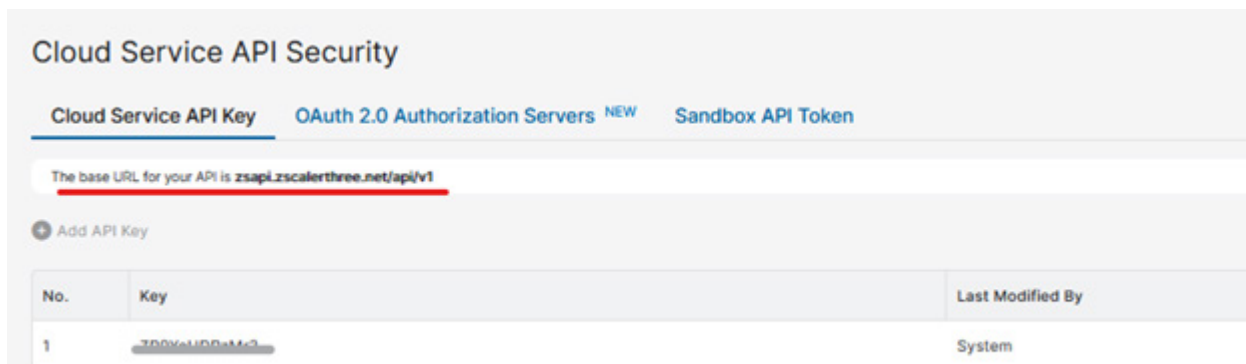 Cloud Service API Security
Cloud Service API Key OAuth 2.0 Authorization Servers NEW Sandbox API Token
The base URL for your API is zsapi.zscalerthree.net/api/v1
Add API Key
No. Key Last Modified By
1 System